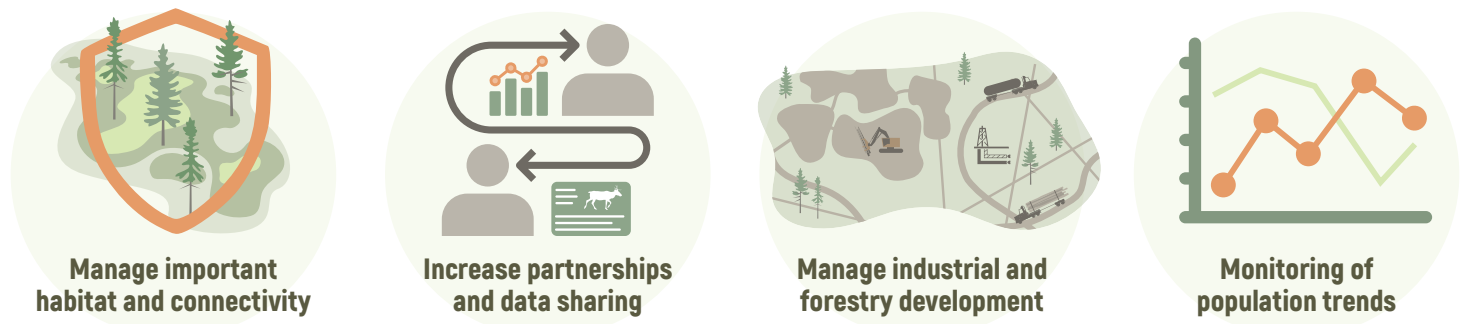 Manage important
habitat and connectivity
Increase partnerships
and data sharing
Manage industrial and
forestry development
Monitoring of
population trends